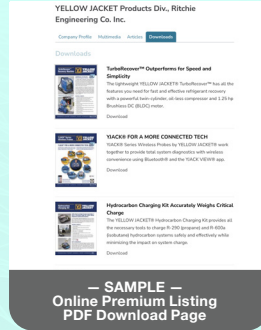 YELLOW JACKET Products Div., Ritchie
Engineering Co. Inc.
Company Profile Multimedia Articles Downloads
Downloads
TurboRecover™ Outperforms for Speed and
Simplicity
The lightweight YELLOW JACKET® TurboRecover™ has all the
features you need for fast and effective refrigerant recovery
with a powerful twin-cylinder, oil-less compressor and 1.25 hp
Brushless DC (BLDC) motor.
Download
YJACK® FOR A MORE CONNECTED TECH
YJACK® Series Wireless Probes by YELLOW JACKET® work
together to provide total system diagnostics with wireless
convenience using Bluetooth® and the YJACK VIEW® app.
Download
Hydrocarbon Charging Kit Accurately Weighs Critical
Charge
The YELLOW JACKET® Hydrocarbon Charging Kit provides all
the necessary tools to charge R-290 (propane) and R-600a
(isobutane) hydrocarbon systems safely and effectively while
minimising the impact on system charge.
Download
— SAMPLE —
Online Premium Listing
PDF Download Page